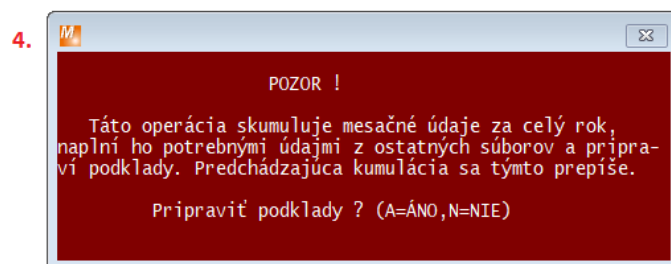 4.
M
POZOR !
Táto operácia skumuluje mesačné údaje za celý rok,
naplní ho potrebnými údajmi z ostatných súborov a pripra-
ví podklady. Predchádzajúca kumulácia sa týmto prepíše.
Pripraviť podklady ? (A=ÁNO,N=NIE)